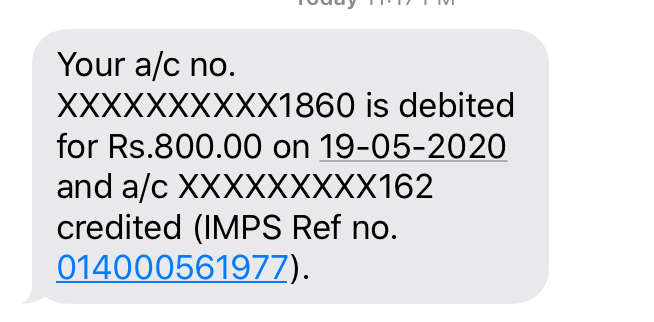 Today 11:17 PM
Your a/c no.
XXXXXXXXXX1860 is debited
for Rs.800.00 on 19-05-2020
and a/c XXXXXXXXX162
credited (IMPS Ref no.
014000561977).